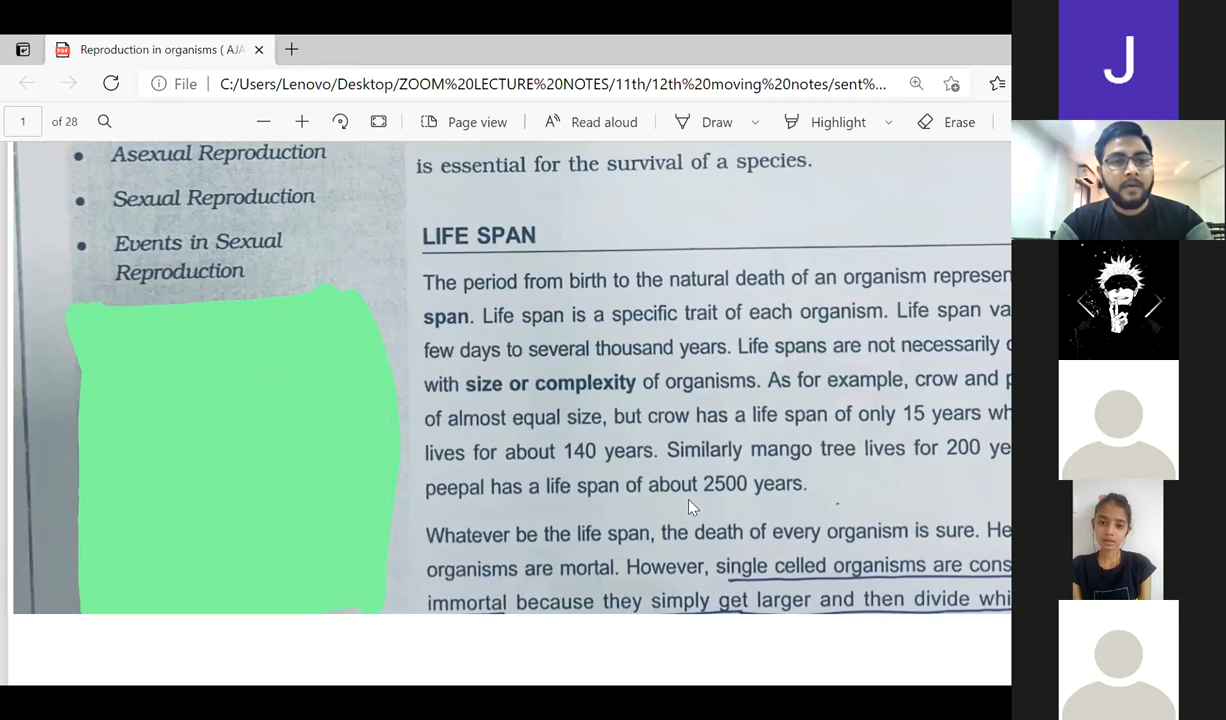 Reproduction in organisms ( AJA
File
C:/Users/Lenovo/Desktop/ZOOM%20LECTURE%20NOTES/11th/12th%20moving%20notes/sent%...
1 of 28
Page view
Read aloud
Draw
Highlight
Erase
• Asexual Reproduction
• Sexual Reproduction
• Events in Sexual
Reproduction
is essential for the survival of a species.
LIFE SPAN
The period from birth to the natural death of an organism represen
span. Life span is a specific trait of each organism. Life span va
few days to several thousand years. Life spans are not necessarily
with size or complexity of organisms. As for example, crow and
of almost equal size, but crow has a life span of only 15 years wh
lives for about 140 years. Similarly mango tree lives for 200 ye
peepal has a life span of about 2500 years.
Whatever be the life span, the death of every organism is sure. He
organisms are mortal. However, single celled organisms are cons
immortal because they simply get larger and then divide whi
J